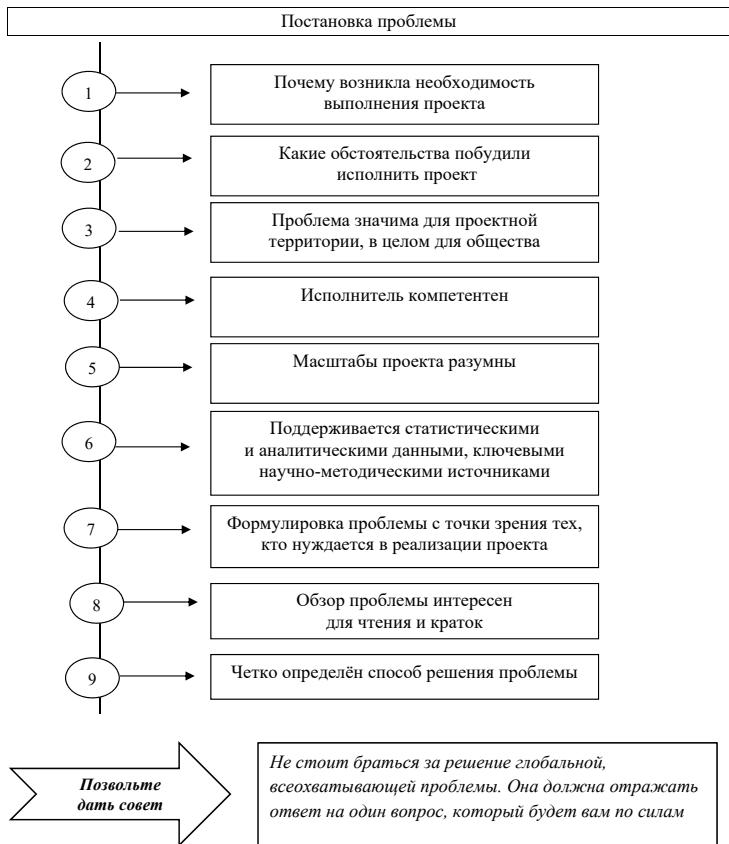 Постановка проблемы
1
Почему возникла необходимость
выполнения проекта
2
Какие обстоятельства побудили
исполнить проект
3
Проблема значима для проектной
территории, в целом для общества
4
Исполнитель компетентен
5
Масштабы проекта разумны
6
Поддерживается статистическими
и аналитическими данными, ключевыми
научно-методическими источниками
7
Формулировка проблемы с точки зрения тех,
кто нуждается в реализации проекта
8
Обзор проблемы интересен
для чтения и краток
9
Четко определён способ решения проблемы
Позвольте
дать совет
Не стоит браться за решение глобальной,
всеохватывающей проблемы. Она должна отражать
ответ на один вопрос, который будет вам по силам